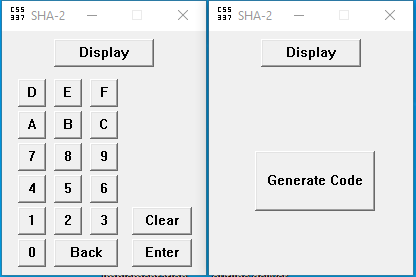 CSS
337
SHA-2
Display
D E F
A B C
7 8 9
4 5 6
1 2 3 Clear
0 Back Enter
CSS
337
SHA-2
Display
Generate Code